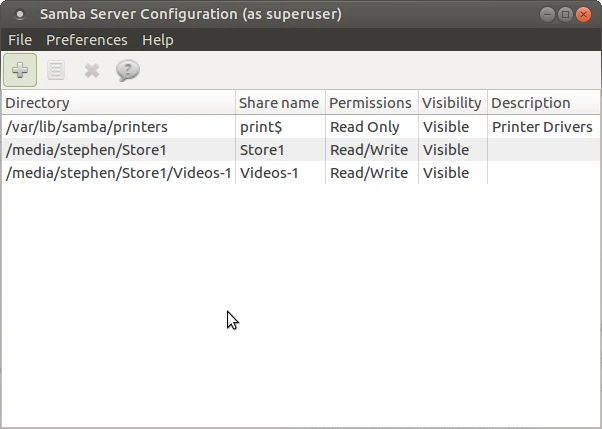 Samba Server Configuration (as superuser)
File Preferences Help
Directory Share name Permissions Visibility Description
/var/lib/samba/printers print$ Read Only Visible Printer Drivers
/media/stephen/Store1 Store1 Read/Write Visible
/media/stephen/Store1/Videos-1 Videos-1 Read/Write Visible